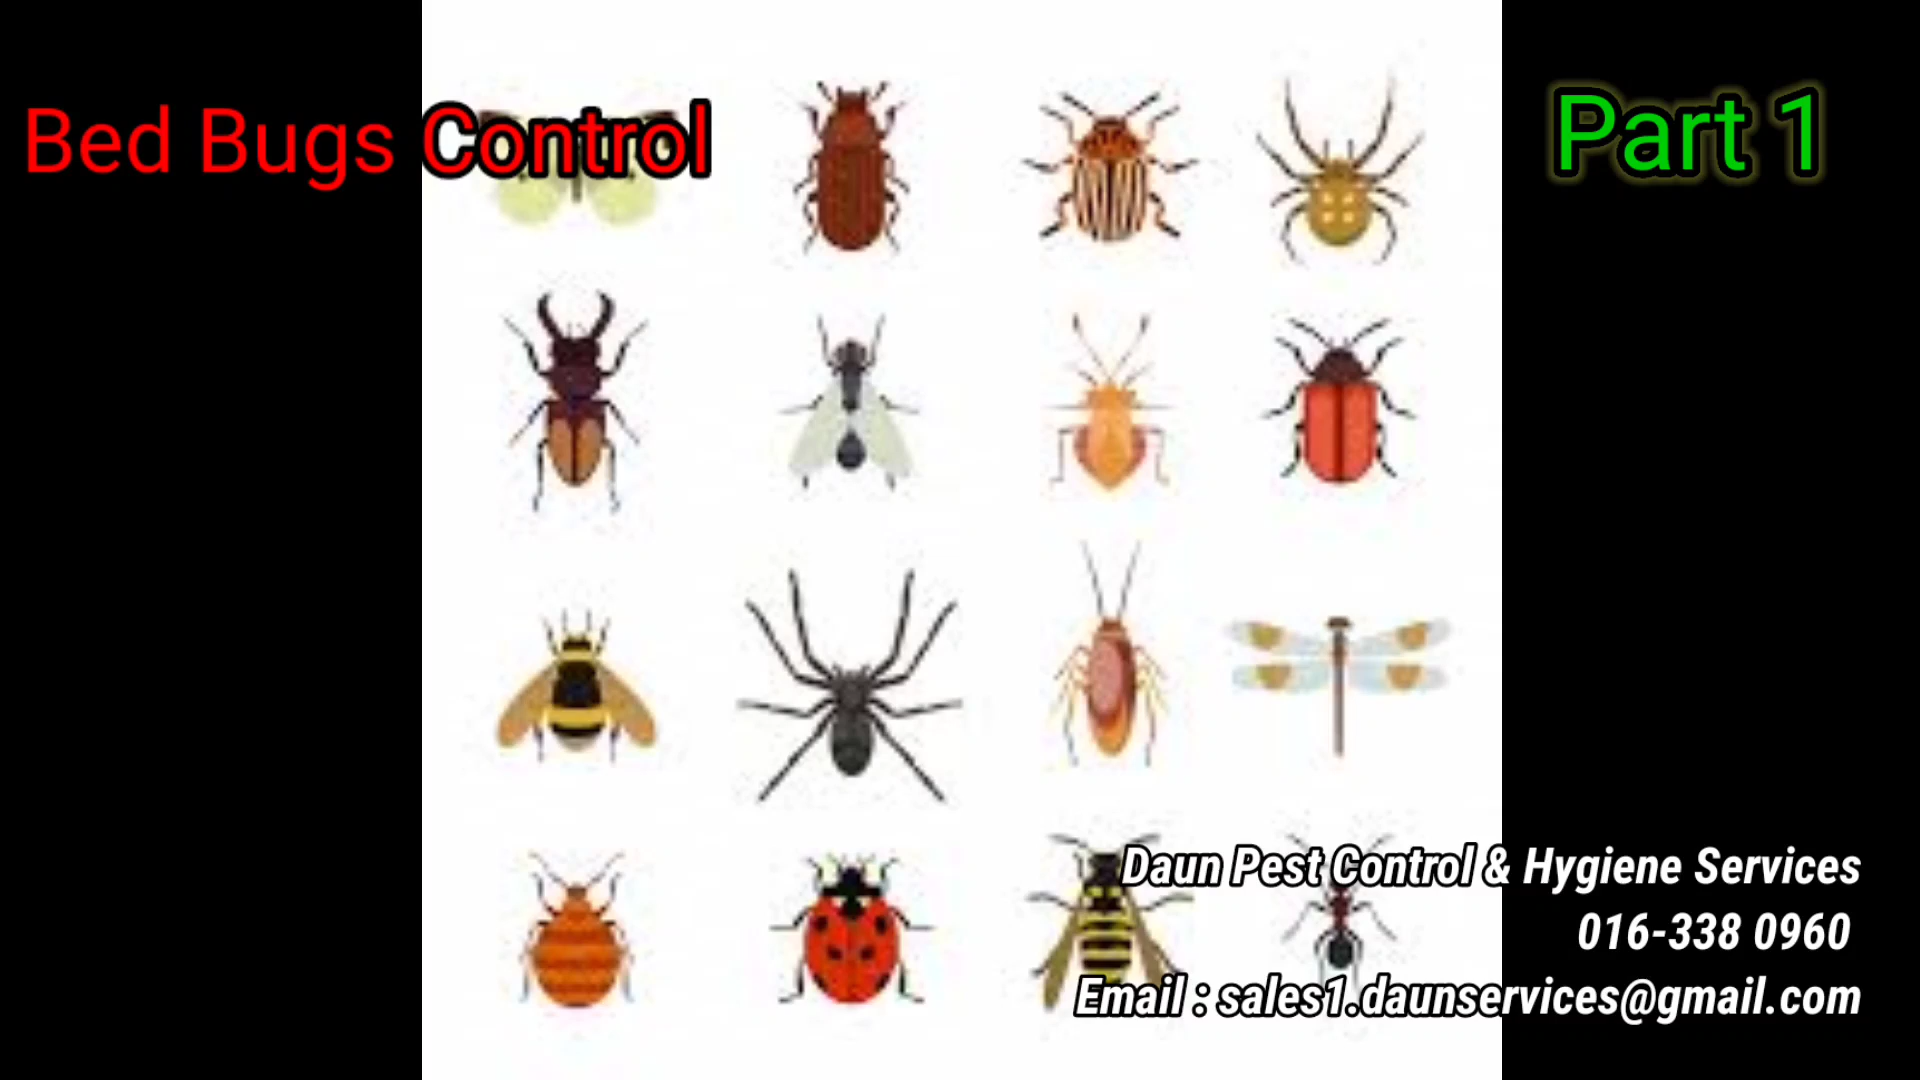 Bed Bugs Control
Part 1
Daun Pest Control & Hygiene Services
016-338 0960
Email : sales1.daunservices@gmail.com